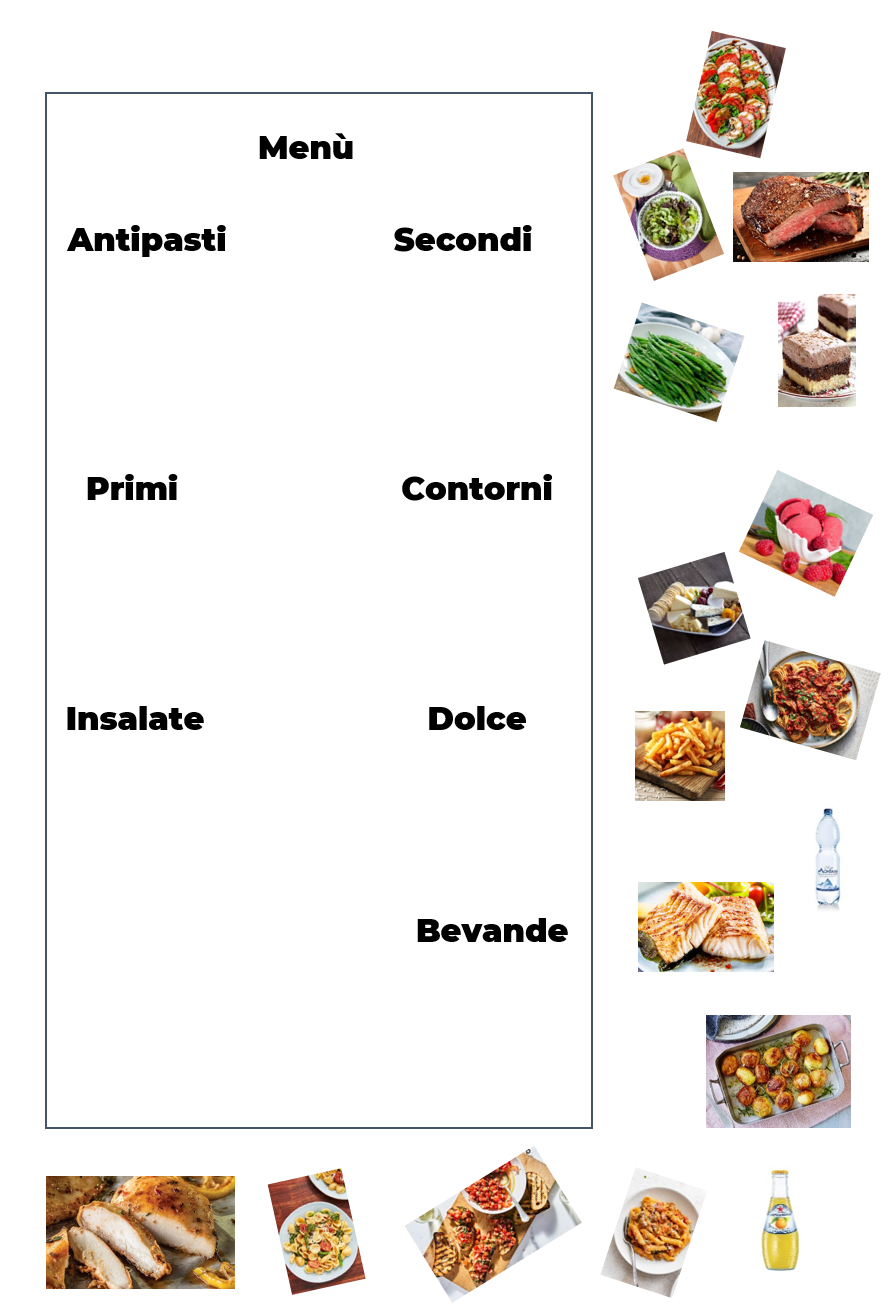 Menù
Antipasti
Secondi
Primi
Contorni
Insalate
Dolce
Bevande